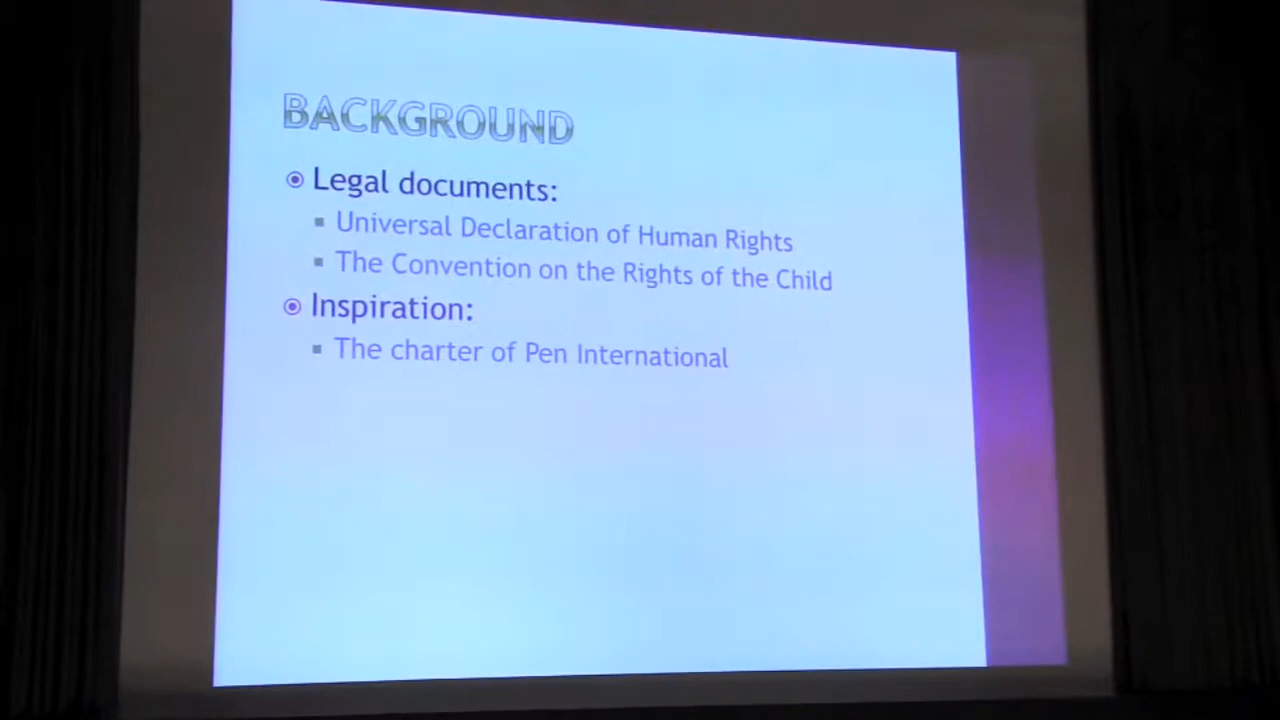 BACKGROUND
Legal documents:
Universal Declaration of Human Rights
The Convention on the Rights of the Child
Inspiration:
The charter of Pen International